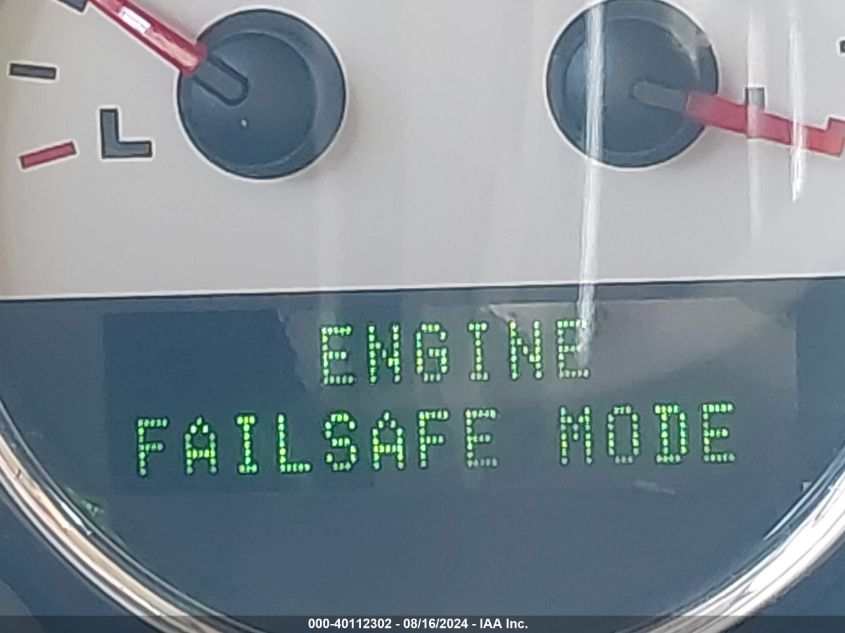 L
ENGINE
FAILSAFE MODE
000-40112302 - 08/16/2024 - IAA Inc.